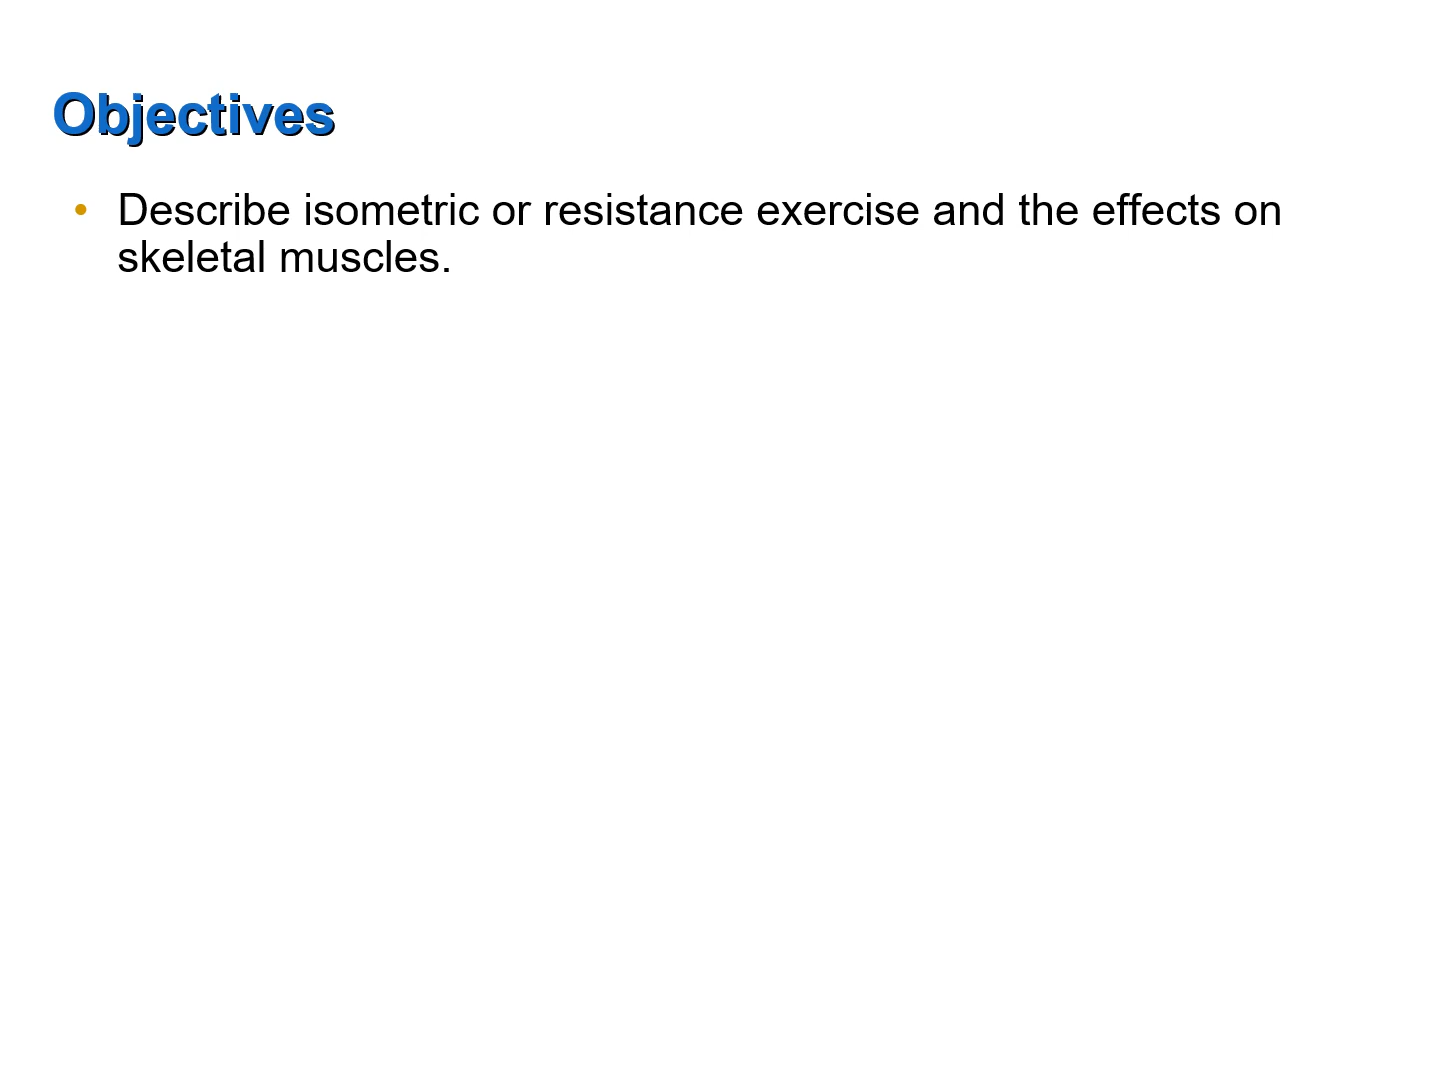 Objectives
• Describe isometric or resistance exercise and the effects on
skeletal muscles.